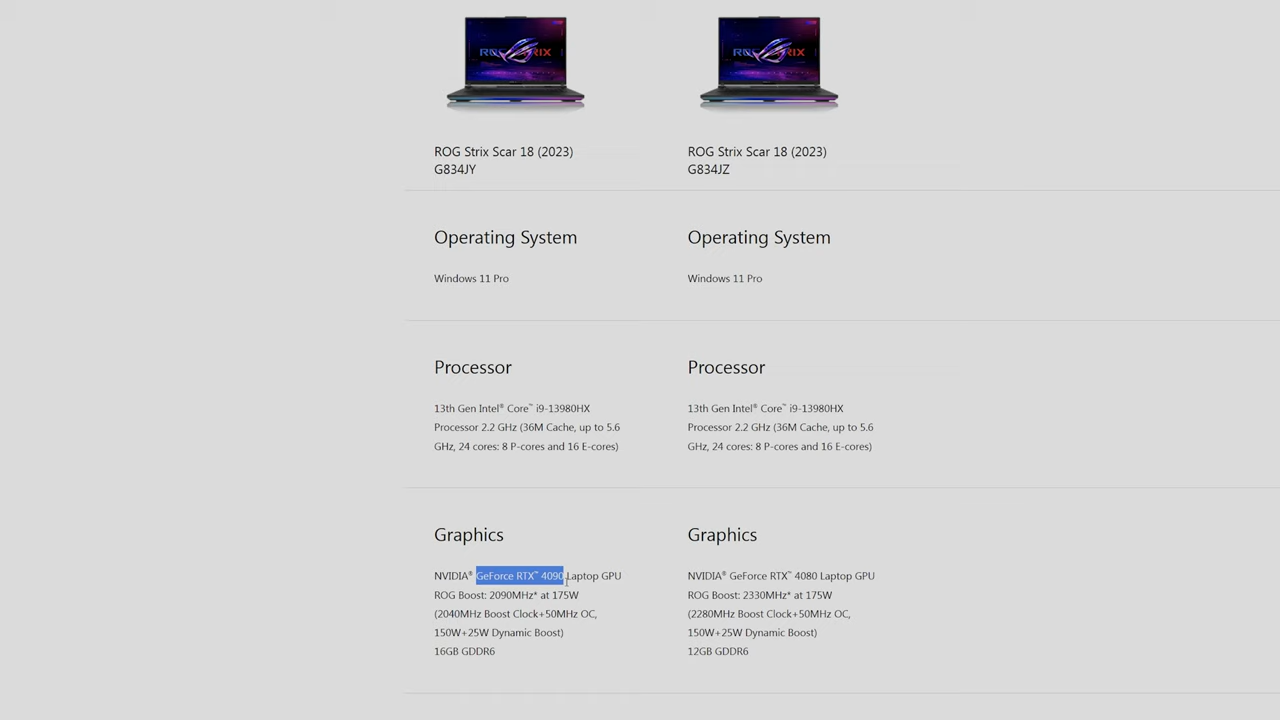 ROG STRIX
ROG STRIX
ROG Strix Scar 18 (2023)
G834JY
ROG Strix Scar 18 (2023)
G834JZ
Operating System
Operating System
Windows 11 Pro
Windows 11 Pro
Processor
Processor
13th Gen Intel® Core™ i9-13980HX
Processor 2.2 GHz (36M Cache, up to 5.6
GHz, 24 cores: 8 P-cores and 16 E-cores)
13th Gen Intel® Core™ i9-13980HX
Processor 2.2 GHz (36M Cache, up to 5.6
GHz, 24 cores: 8 P-cores and 16 E-cores)
Graphics
Graphics
NVIDIA® GeForce RTX™ 4090 Laptop GPU
ROG Boost: 2090MHz* at 175W
(2040MHz Boost Clock+50MHz OC,
150W+25W Dynamic Boost)
16GB GDDR6
NVIDIA® GeForce RTX™ 4080 Laptop GPU
ROG Boost: 2330MHz* at 175W
(2280MHz Boost Clock+50MHz OC,
150W+25W Dynamic Boost)
12GB GDDR6